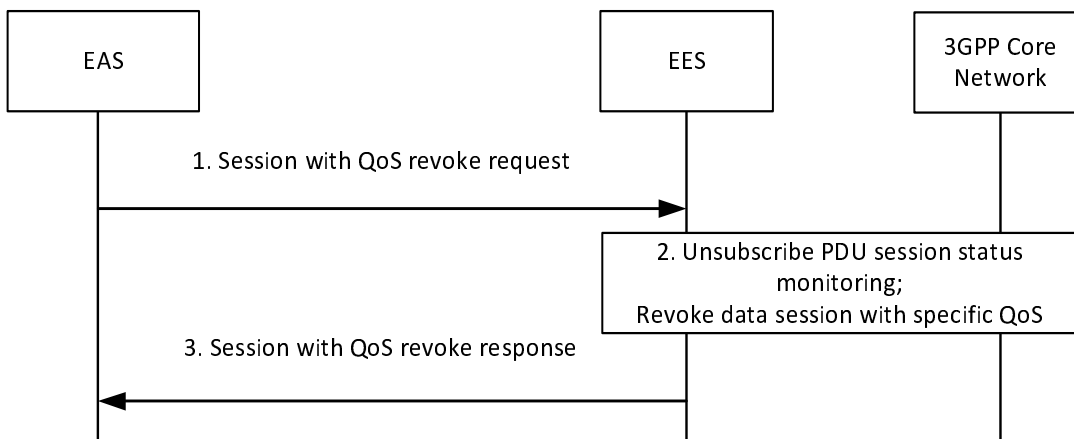 EAS
EES
3GPP Core
Network
1. Session with QoS revoke request
2. Unsubscribe PDU session status
monitoring;
Revoke data session with specific QoS
3. Session with QoS revoke response